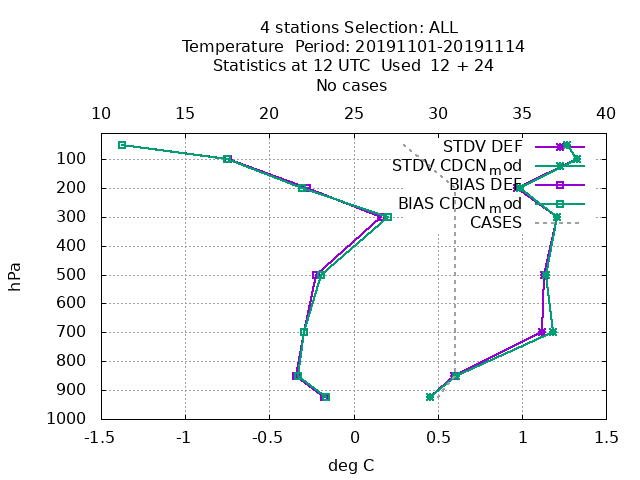 4 stations Selection: ALL
Temperature  Period: 20191101-20191114
Statistics at 12 UTC  Used  12 + 24
No cases
10 15 20 25 30 35 40
STDV DEF
STDV CDCN_mod
BIAS DEF
BIAS CDCN_mod
CASES
hPa
100
200
300
400
500
600
700
800
900
1000
-1.5 -1 -0.5 0 0.5 1 1.5
deg C